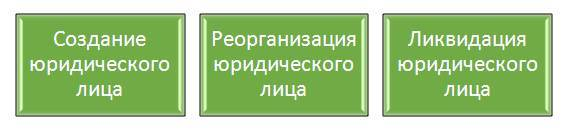 Создание
юридического
лица
Реорганизация
юридического
лица
Ликвидация
юридического
лица